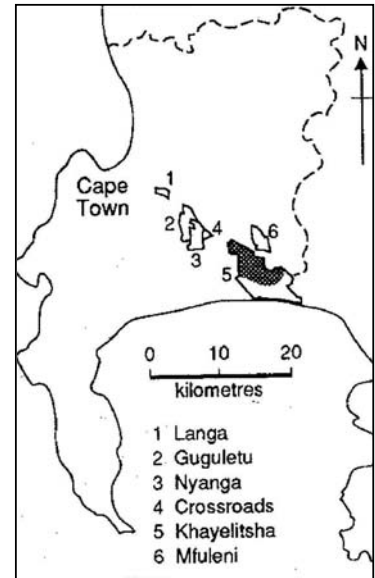 N
Cape
Town
1
2
4
3
6
5
0 10 20
kilometres
1 Langa
2 Guguletu
3 Nyanga
4 Crossroads
5 Khayelitsha
6 Mfuleni